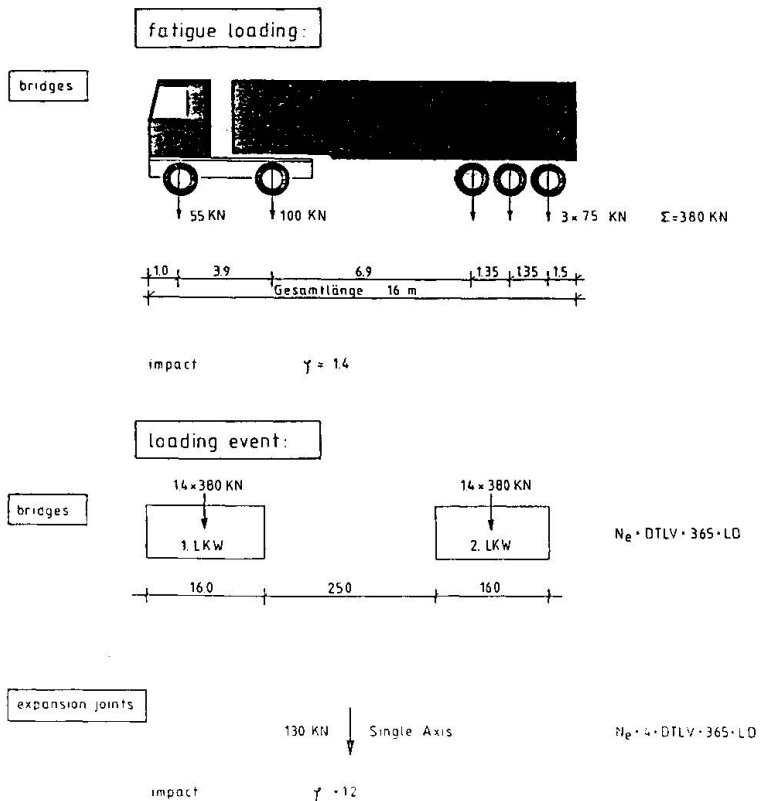 fatigue loading:
bridges
55 KN 100 KN 3 × 75 KN Σ=380 KN
1.0 3.9 6.9 1.35 1.35 1.5
Gesamtlänge 16 m
impact φ = 1.4
loading event:
1.4 × 380 KN 1.4 × 380 KN
bridges
1. LKW 2. LKW
Ne · DTLV · 365 · LD
16.0 25.0 16.0
expansion joints
130 KN Single Axis
Ne · 4 · DTLV · 365 · LD
impact φ · 1.2